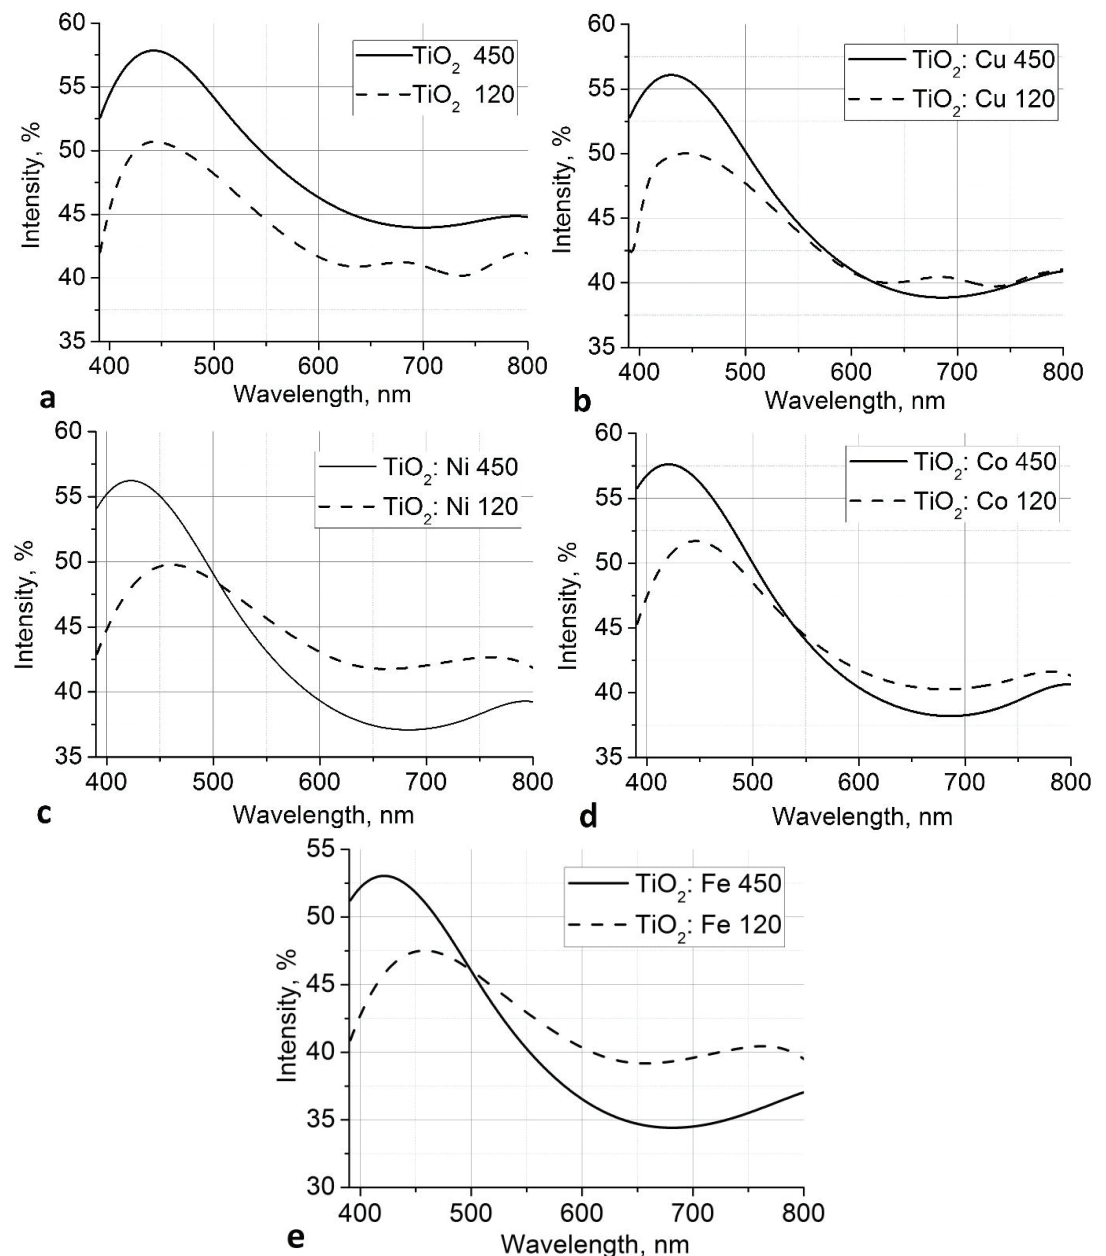 60
55
50
45
40
35
Intensity, %
TiO2 450
TiO2 120
400 500 600 700 800
Wavelength, nm
a
60
55
50
45
40
35
Intensity, %
TiO2: Cu 450
TiO2: Cu 120
400 500 600 700 800
Wavelength, nm
b
60
55
50
45
40
35
Intensity, %
TiO2: Ni 450
TiO2: Ni 120
400 500 600 700 800
Wavelength, nm
c
60
55
50
45
40
35
Intensity, %
TiO2: Co 450
TiO2: Co 120
400 500 600 700 800
Wavelength, nm
d
55
50
45
40
35
30
Intensity, %
TiO2: Fe 450
TiO2: Fe 120
400 500 600 700 800
Wavelength, nm
e